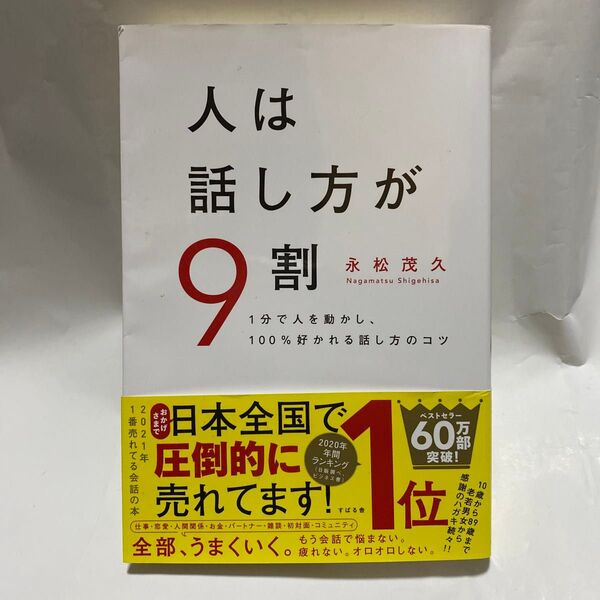 人は
話し方が
9割
永松茂久
Nagamatsu Shigehisa
1分で人を動かし、
100%好かれる話し方のコツ
2021年
1番売れてる会話の本
おかげ
さまで
日本全国で
圧倒的に
売れてます!
2020年
年間
ランキング
(日販調べ、
ビジネス書)
1位
ベストセラー
60万部
突破!
10歳から89歳まで
老若男女から
感謝のハガキ続々!!
すばる舎
仕事・恋愛・人間関係・お金・パートナー・雑談・初対面・コミュニティ
全部、うまくいく。
もう会話で悩まない。
疲れない。オロオロしない。